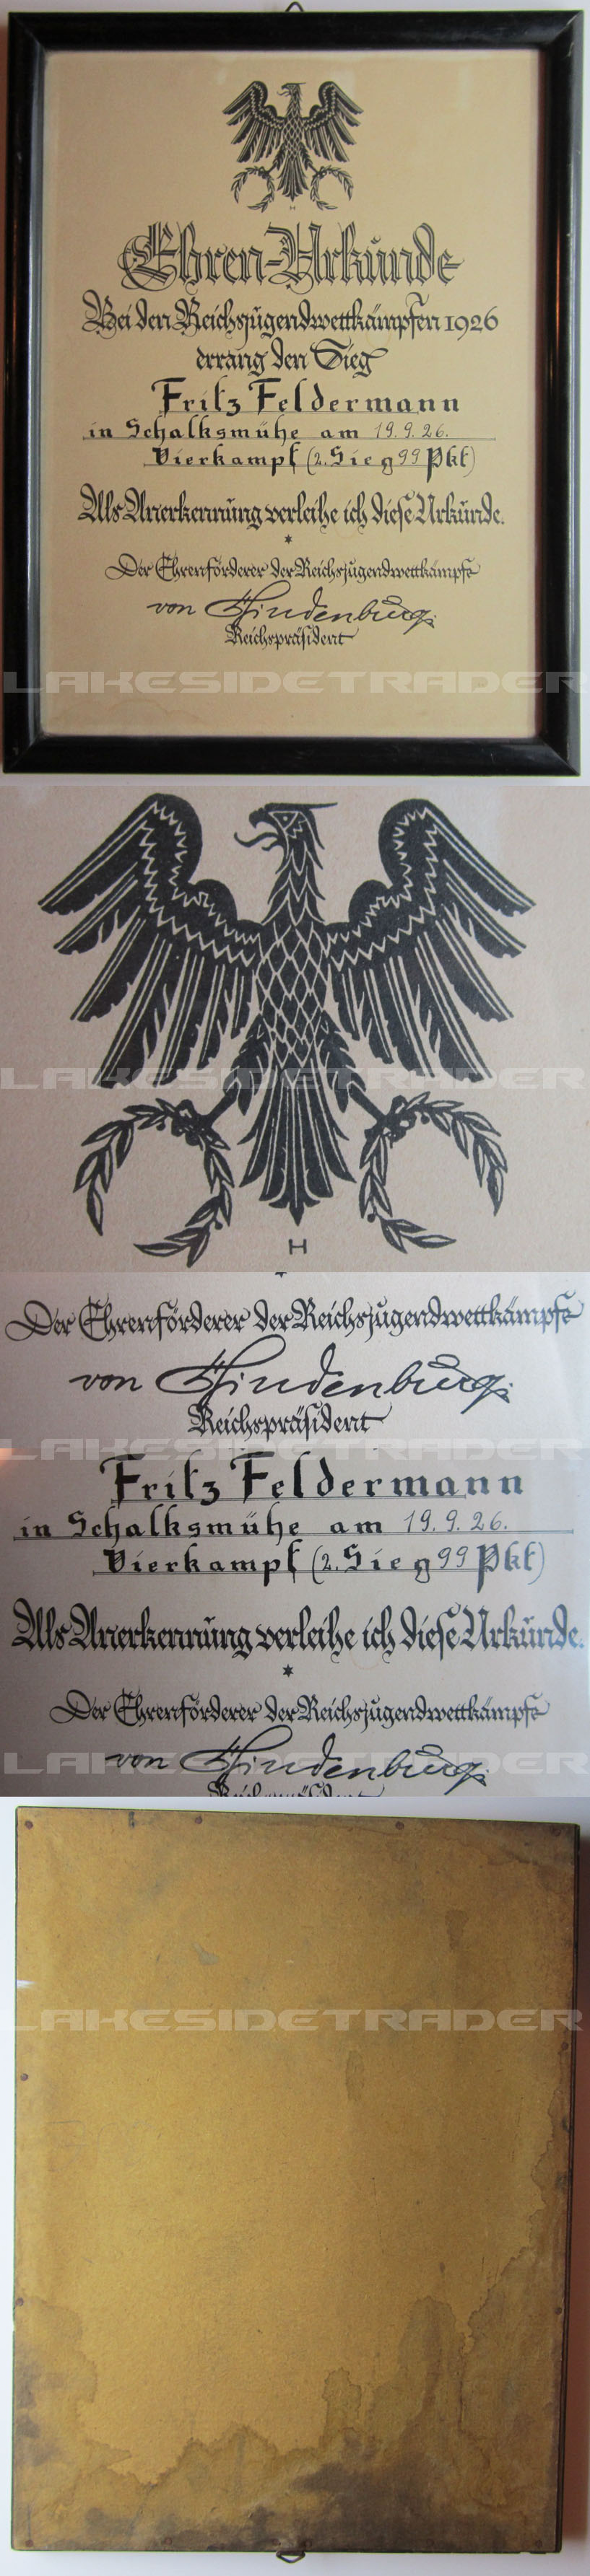 Ehren-Urkunde
Bei den Reichsjugendwettkämpfen 1926
errang den Sieg
Fritz Feldermann
in Schalksmühe am 19.9.26.
Vierkampf (2. Sieg 99 Pkt)
Als Anerkennung verleihe ich diese Urkunde.
*
Der Ehrenförderer der Reichsjugendwettkämpfe
von Hindenburg.
Reichspräsident
LAKESIDETRADER
LAKESIDETRADER
H
Der Ehrenförderer der Reichsjugendwettkämpfe
von Hindenburg.
Reichspräsident
LAKESIDETRADER
Fritz Feldermann
in Schalksmühe am 19.9.26.
Vierkampf (2. Sieg 99 Pkt)
Als Anerkennung verleihe ich diese Urkunde.
*
Der Ehrenförderer der Reichsjugendwettkämpfe
von Hindenburg.
LAKESIDETRADER
Reichspräsident
LAKESIDETRADER